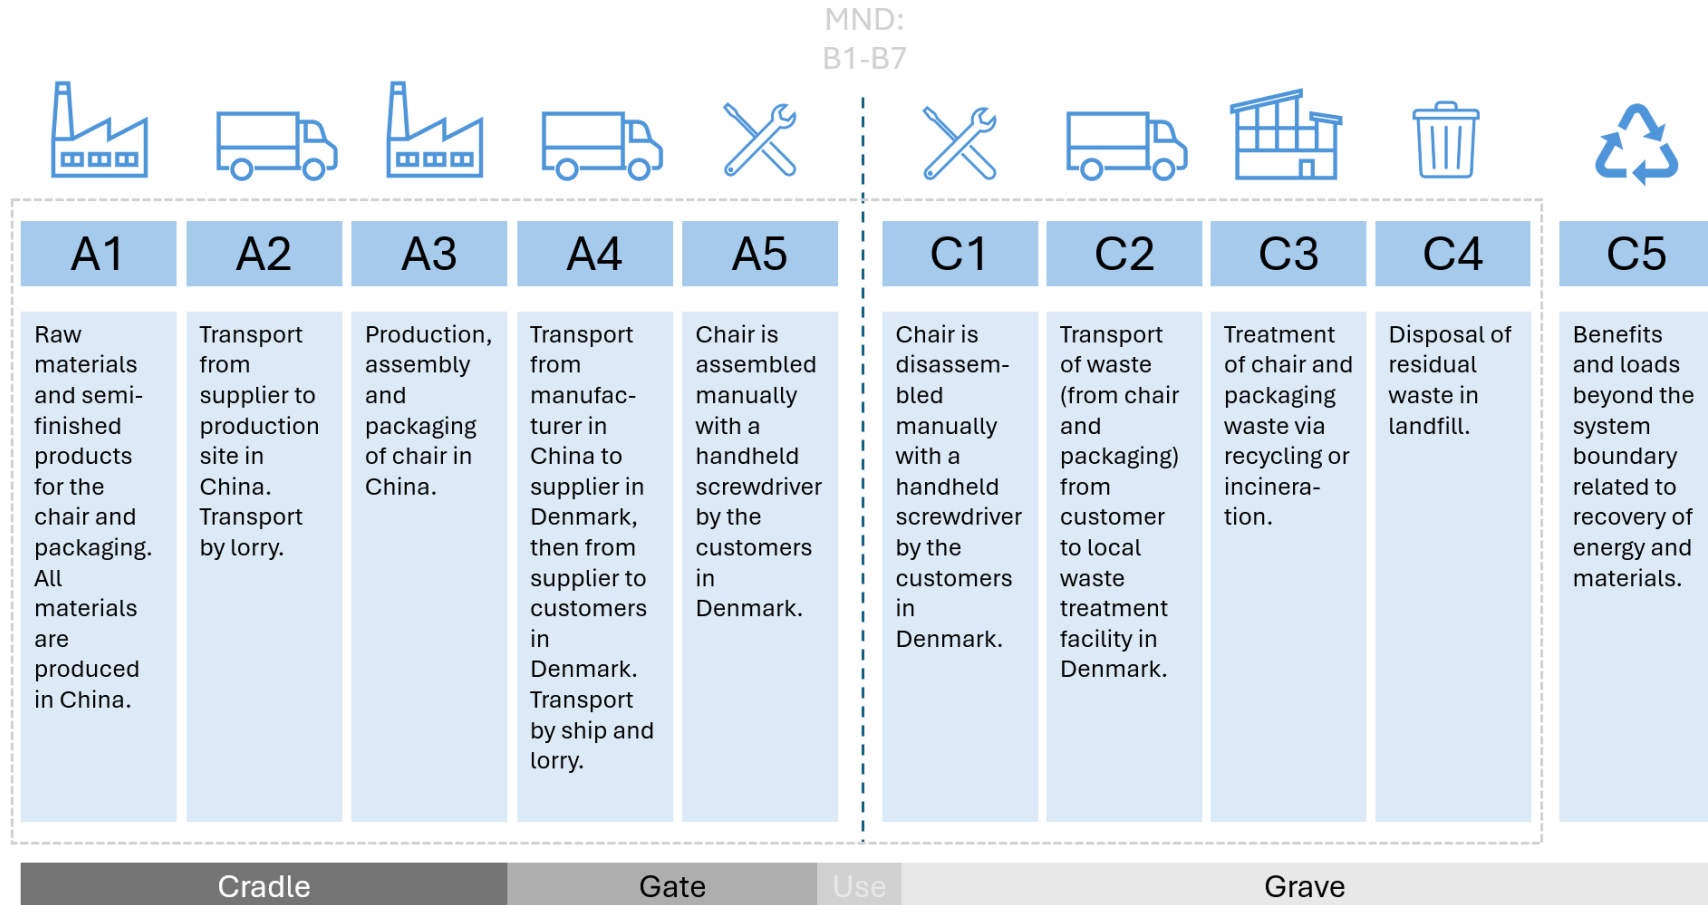 MND:
B1-B7
A1
A2
A3
A4
A5
C1
C2
C3
C4
C5
Raw
materials
and semi-
finished
products
for the
chair and
packaging.
All
materials
are
produced
in China.
Transport
from
supplier to
production
site in
China.
Transport
by lorry.
Production,
assembly
and
packaging
of chair in
China.
Transport
from
manufac-
turer in
China to
supplier in
Denmark,
then from
supplier to
customers
in
Denmark.
Transport
by ship and
lorry.
Chair is
assembled
manually
with a
handheld
screwdriver
by the
customers
in
Denmark.
Chair is
disassem-
bled
manually
with a
handheld
screwdriver
by the
customers
in
Denmark.
Transport
of waste
(from chair
and
packaging)
from
customer
to local
waste
treatment
facility in
Denmark.
Treatment
of chair and
packaging
waste via
recycling or
incinera-
tion.
Disposal of
residual
waste in
landfill.
Benefits
and loads
beyond the
system
boundary
related to
recovery of
energy and
materials.
Cradle
Gate
Use
Grave